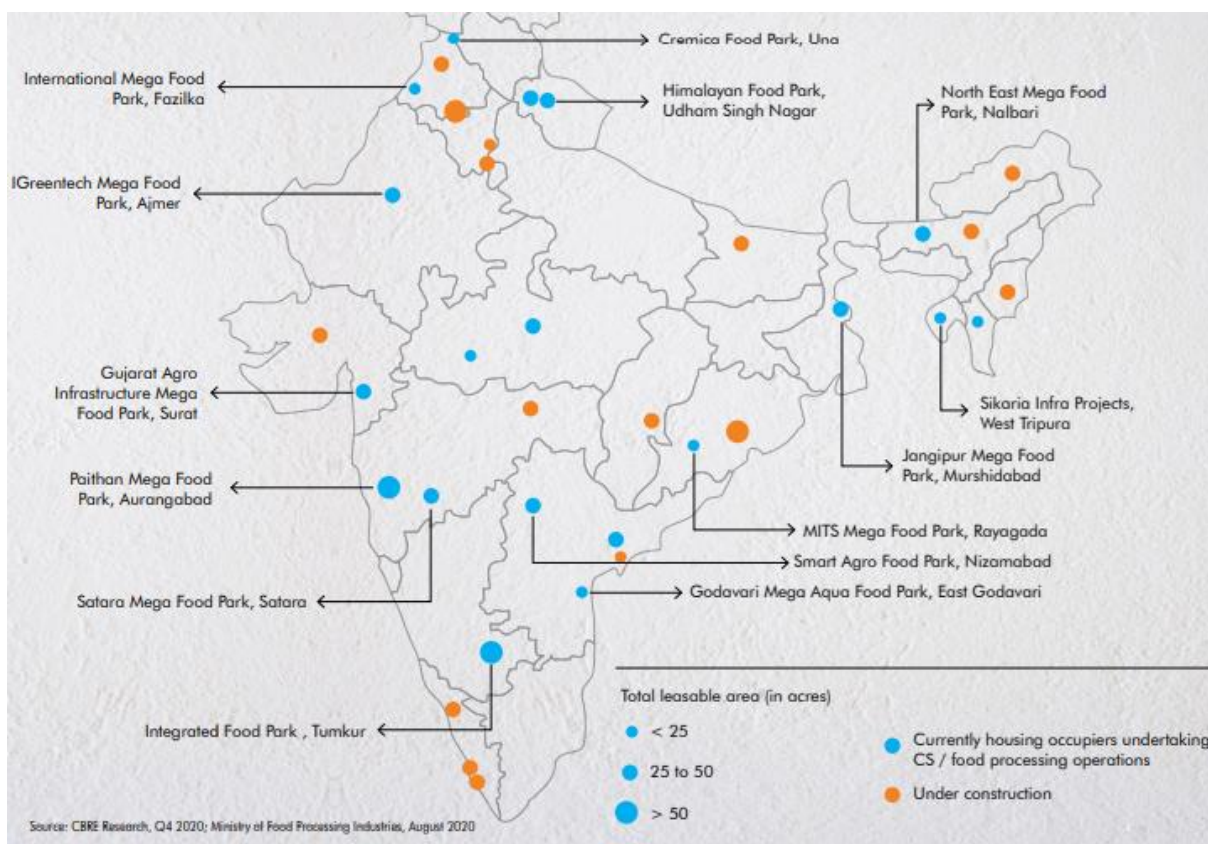 Cremica Food Park, Una
International Mega Food
Park, Fazilka
Himalayan Food Park,
Udham Singh Nagar
North East Mega Food
Park, Nalbari
IGreentech Mega Food
Park, Ajmer
Gujarat Agro
Infrastructure Mega
Food Park, Surat
Sikaria Infra Projects,
West Tripura
Jangipur Mega Food
Park, Murshidabad
Paithan Mega Food
Park, Aurangabad
MITS Mega Food Park, Rayagada
Smart Agro Food Park, Nizamabad
Godavari Mega Aqua Food Park, East Godavari
Satara Mega Food Park, Satara
Integrated Food Park , Tumkur
Total leasable area (in acres)
< 25
25 to 50
> 50
Currently housing occupiers undertaking
CS / food processing operations
Under construction
Source: CBRE Research, Q4 2020; Ministry of Food Processing Industries, August 2020